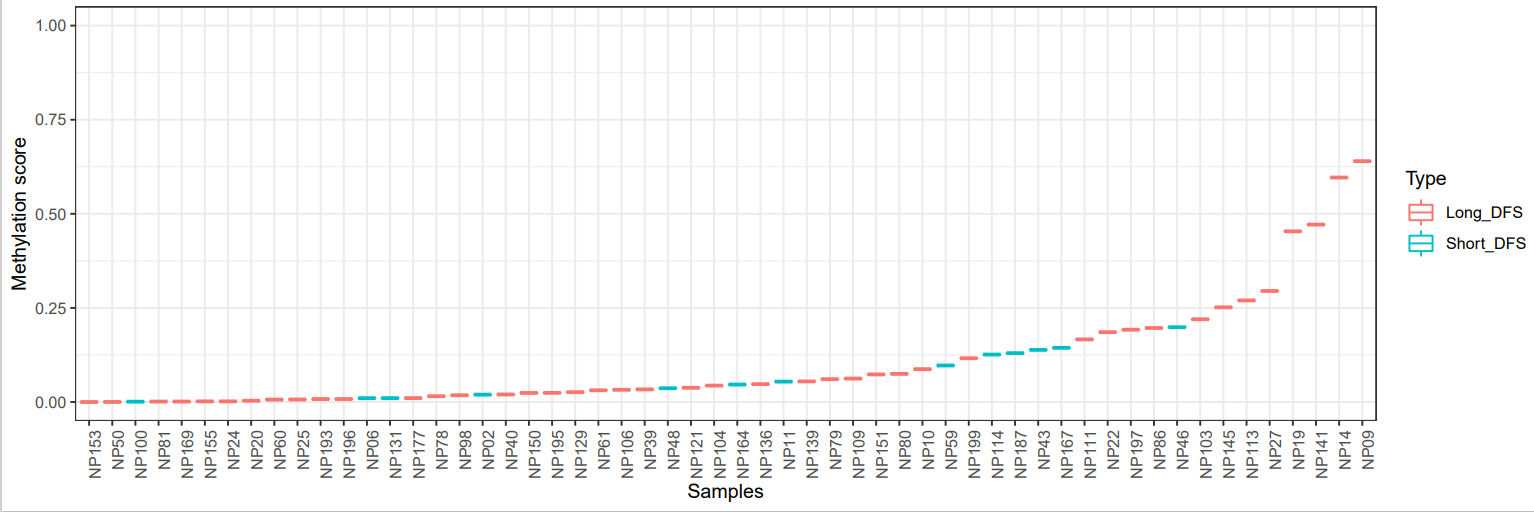 1.00
0.75
0.50
0.25
0.00
Methylation score
NP153
NP50
NP100
NP81
NP169
NP155
NP24
NP20
NP60
NP25
NP193
NP196
NP06
NP131
NP177
NP78
NP98
NP02
NP40
NP150
NP195
NP129
NP61
NP106
NP39
NP48
NP121
NP104
NP164
NP136
NP11
NP139
NP79
NP109
NP151
NP80
NP10
NP59
NP199
NP114
NP187
NP43
NP167
NP111
NP22
NP197
NP86
NP46
NP103
NP145
NP113
NP27
NP19
NP141
NP14
NP09
Samples
Type
Long_DFS
Short_DFS